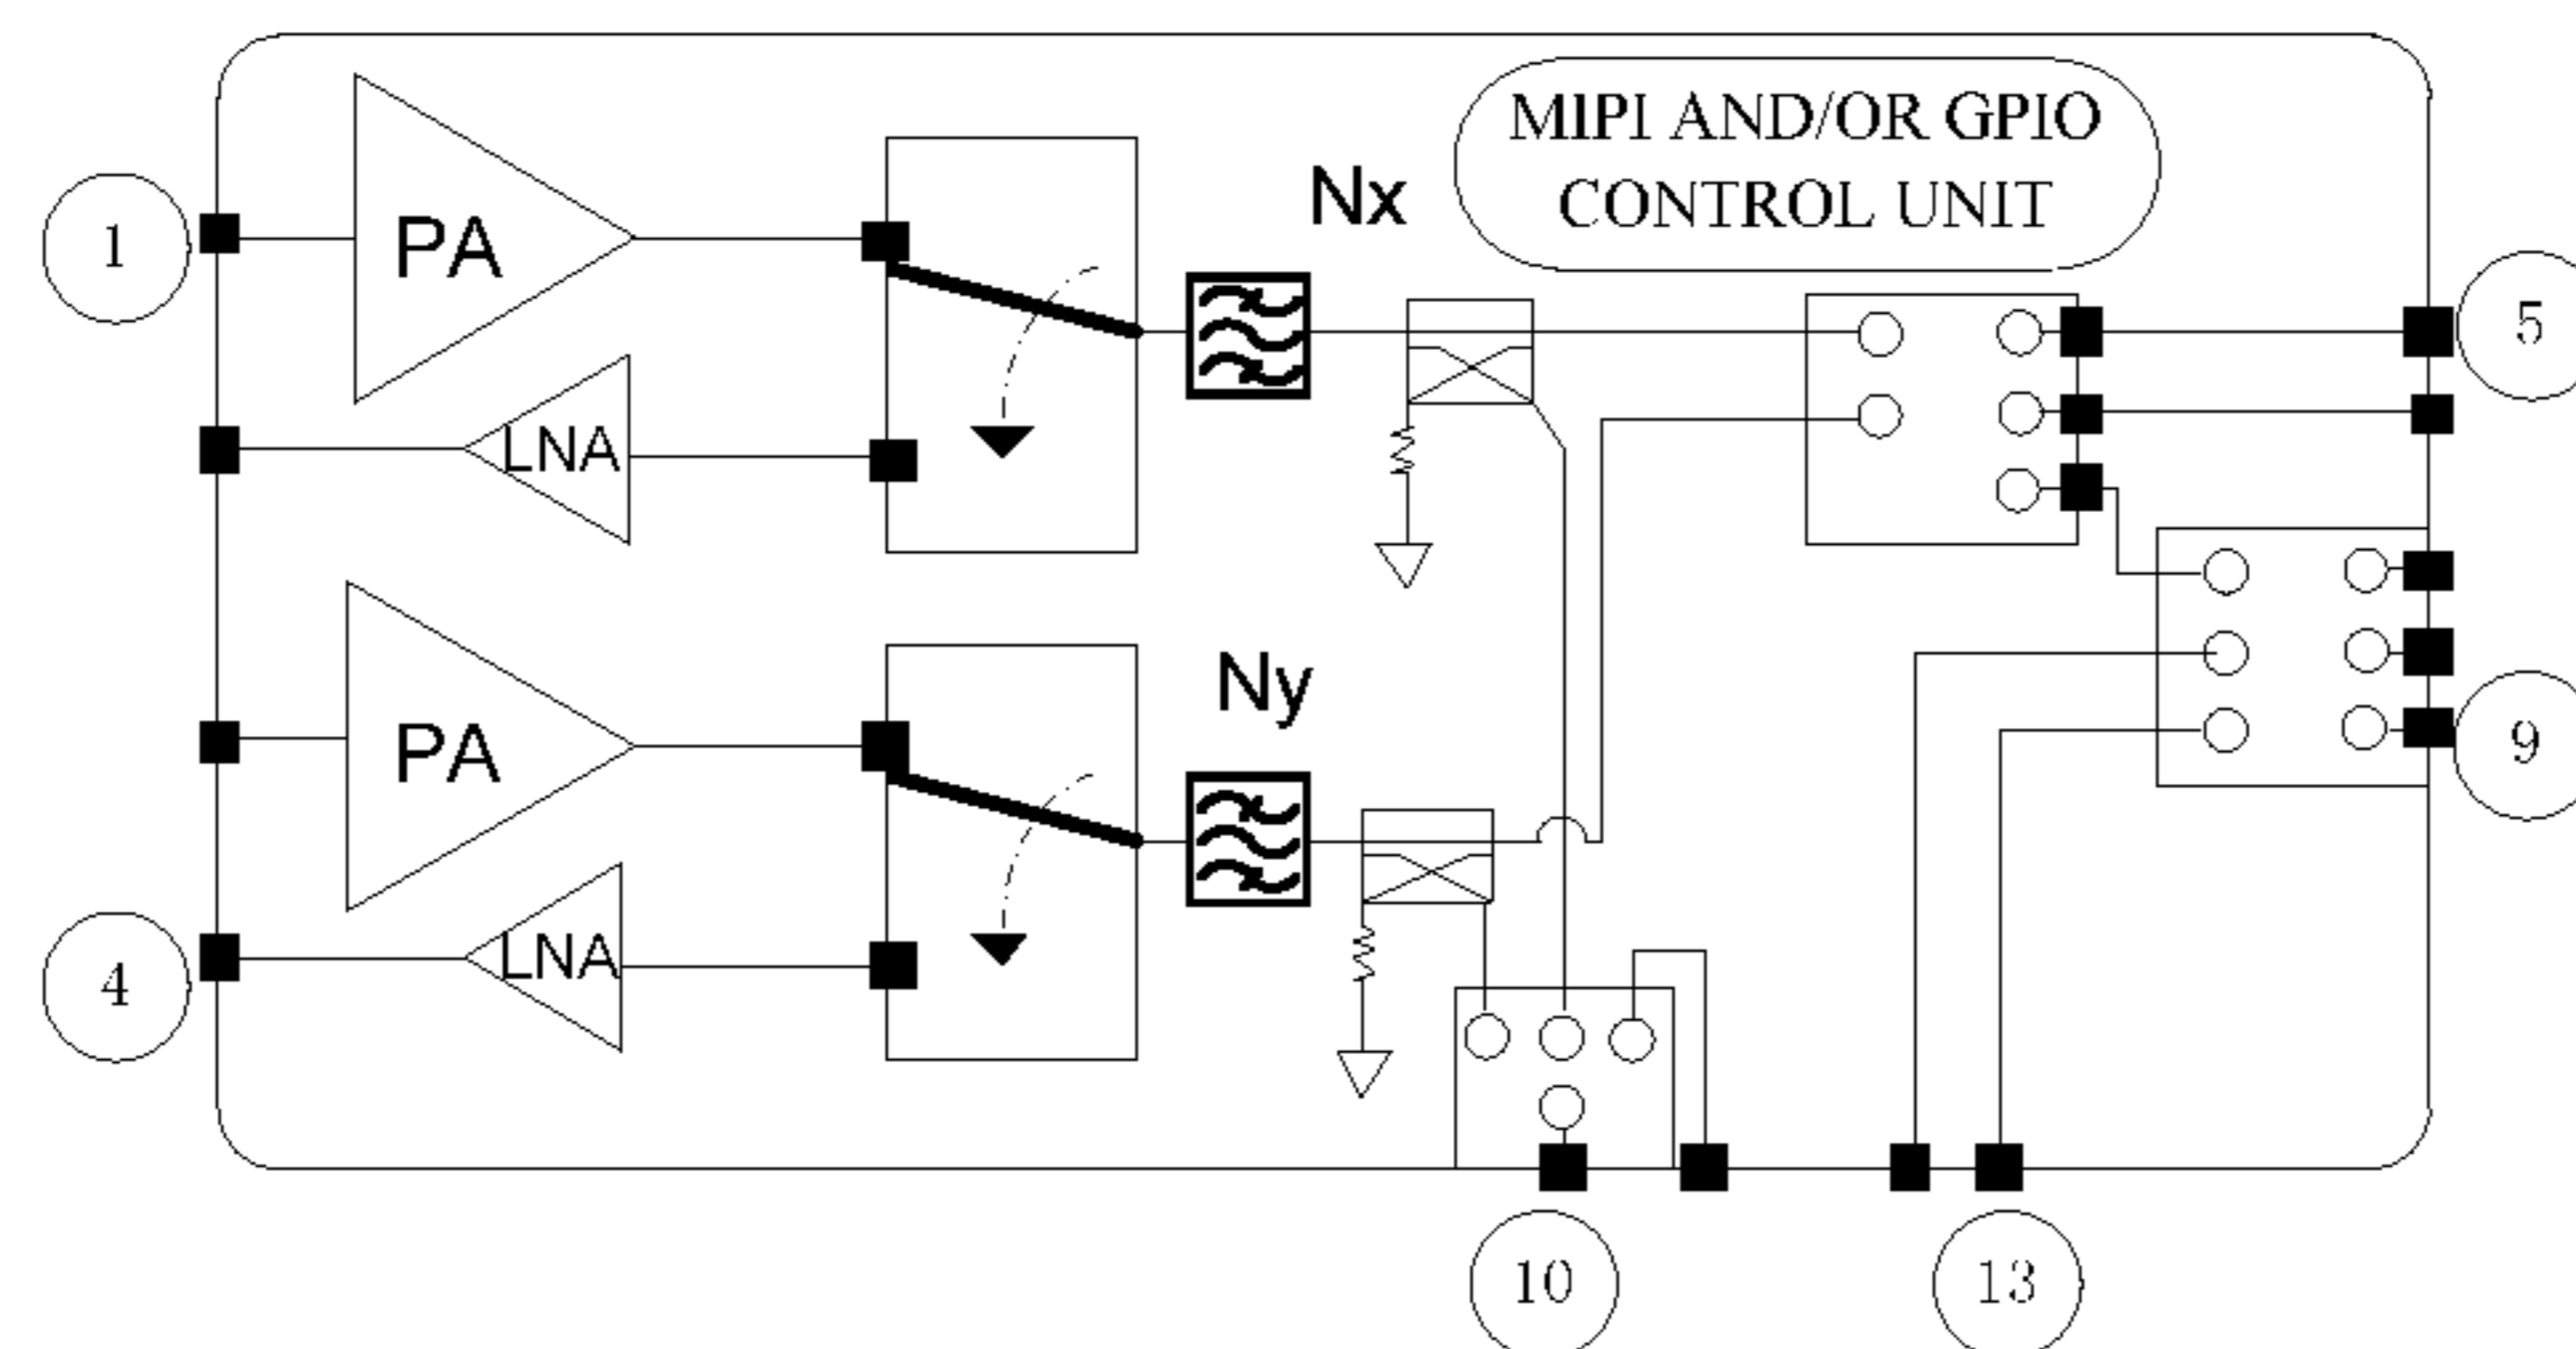 MIPI AND/OR GPIO
CONTROL UNIT
Nx
1
PA
5
LNA
Ny
9
PA
4
LNA
10
13